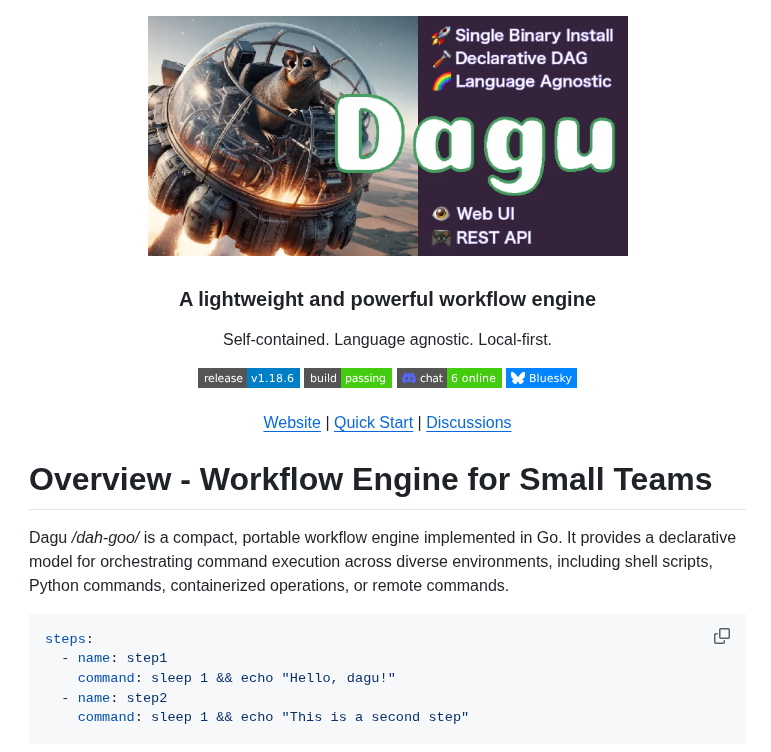 🚀 Single Binary Install
Declarative DAG
🌈 Language Agnostic
Dagu
👁 Web UI
🎮 REST API
A lightweight and powerful workflow engine
Self-contained. Language agnostic. Local-first.
release v1.18.6 build passing chat 6 online Bluesky
Website | Quick Start | Discussions
Overview - Workflow Engine for Small Teams
Dagu /dah-goo/ is a compact, portable workflow engine implemented in Go. It provides a declarative
model for orchestrating command execution across diverse environments, including shell scripts,
Python commands, containerized operations, or remote commands.
steps:
  - name: step1
    command: sleep 1 && echo "Hello, dagu!"
  - name: step2
    command: sleep 1 && echo "This is a second step"